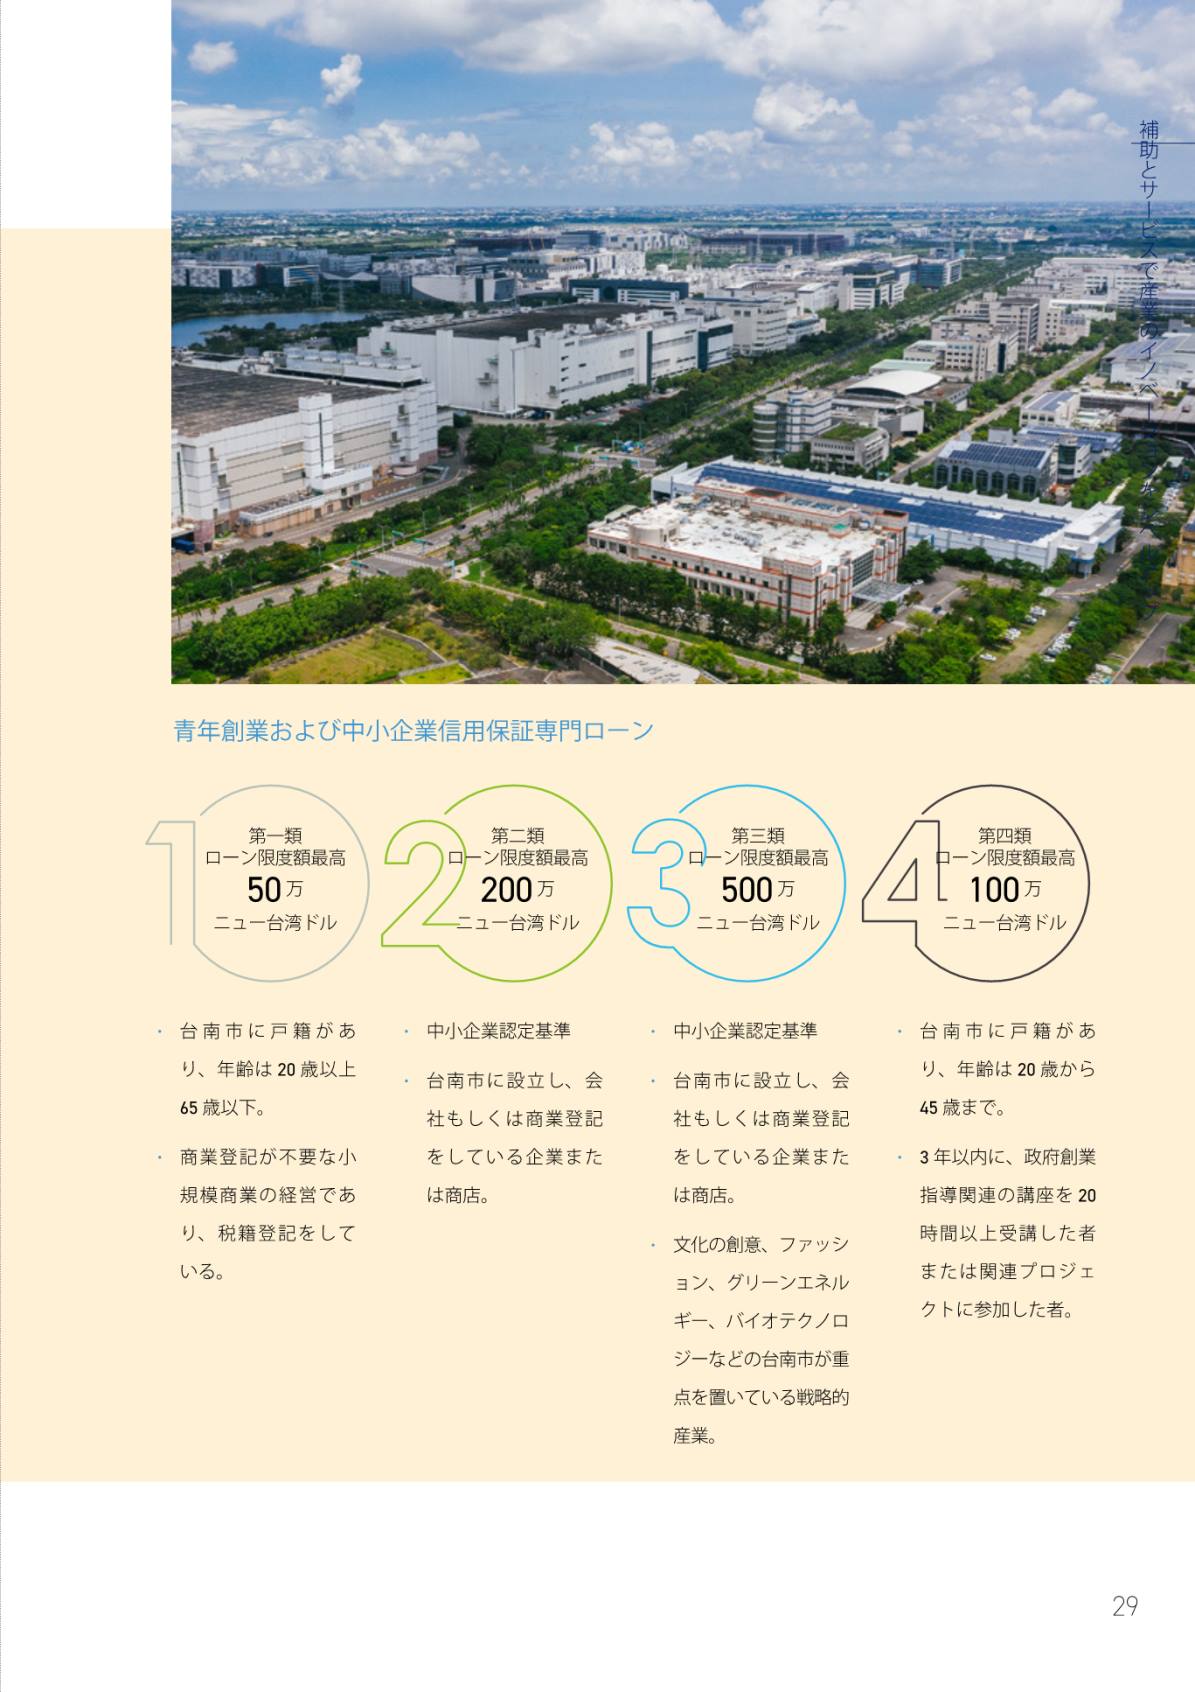 補助とサービスで産業のイノベー
青年創業および中小企業信用保証専門ローン
1
第一類
ローン限度額最高
50 万
ニュー台湾ドル
・ 台南市に戸籍があ
り、年齢は 20 歳以上
65 歳以下。
・ 商業登記が不要な小
規模商業の経営であ
り、税籍登記をして
いる。
2
第二類
ローン限度額最高
200 万
ニュー台湾ドル
・ 中小企業認定基準
・ 台南市に設立し、会
社もしくは商業登記
をしている企業また
は商店。
3
第三類
ローン限度額最高
500 万
ニュー台湾ドル
・ 中小企業認定基準
・ 台南市に設立し、会
社もしくは商業登記
をしている企業また
は商店。
・ 文化の創意、ファッシ
ョン、グリーンエネル
ギー、バイオテクノロ
ジーなどの台南市が重
点を置いている戦略的
産業。
4
第四類
ローン限度額最高
100 万
ニュー台湾ドル
・ 台南市に戸籍があ
り、年齢は 20 歳から
45 歳まで。
・ 3 年以内に、政府創業
指導関連の講座を 20
時間以上受講した者
または関連プロジェ
クトに参加した者。
29